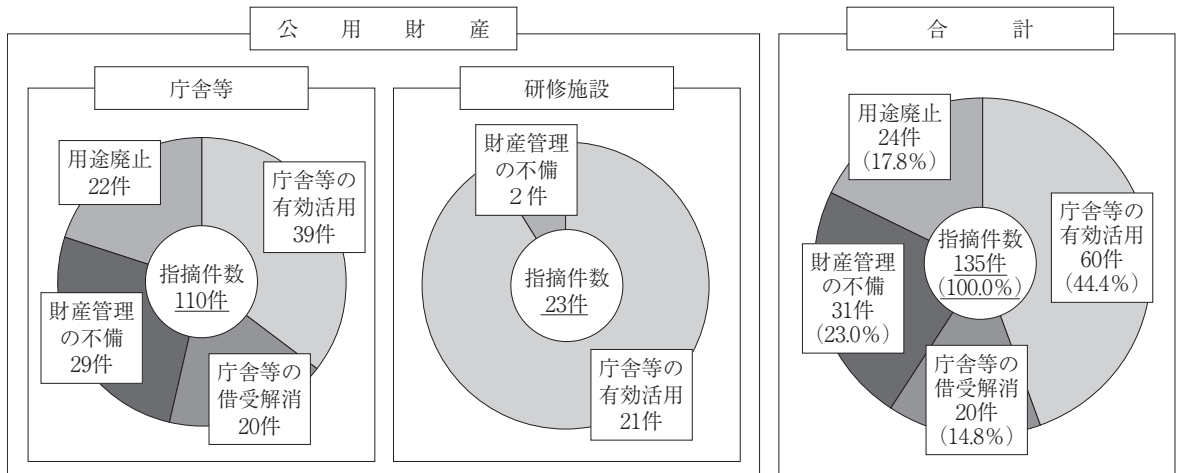 公用財産
庁舎等
用途廃止
22件
庁舎等の
有効活用
39件
指摘件数
110件
財産管理
の不備
29件
庁舎等の
借受解消
20件
研修施設
財産管理
の不備
2件
指摘件数
23件
庁舎等の
有効活用
21件
合計
用途廃止
24件
(17.8%)
庁舎等の
有効活用
60件
(44.4%)
指摘件数
135件
(100.0%)
財産管理
の不備
31件
(23.0%)
庁舎等の
借受解消
20件
(14.8%)